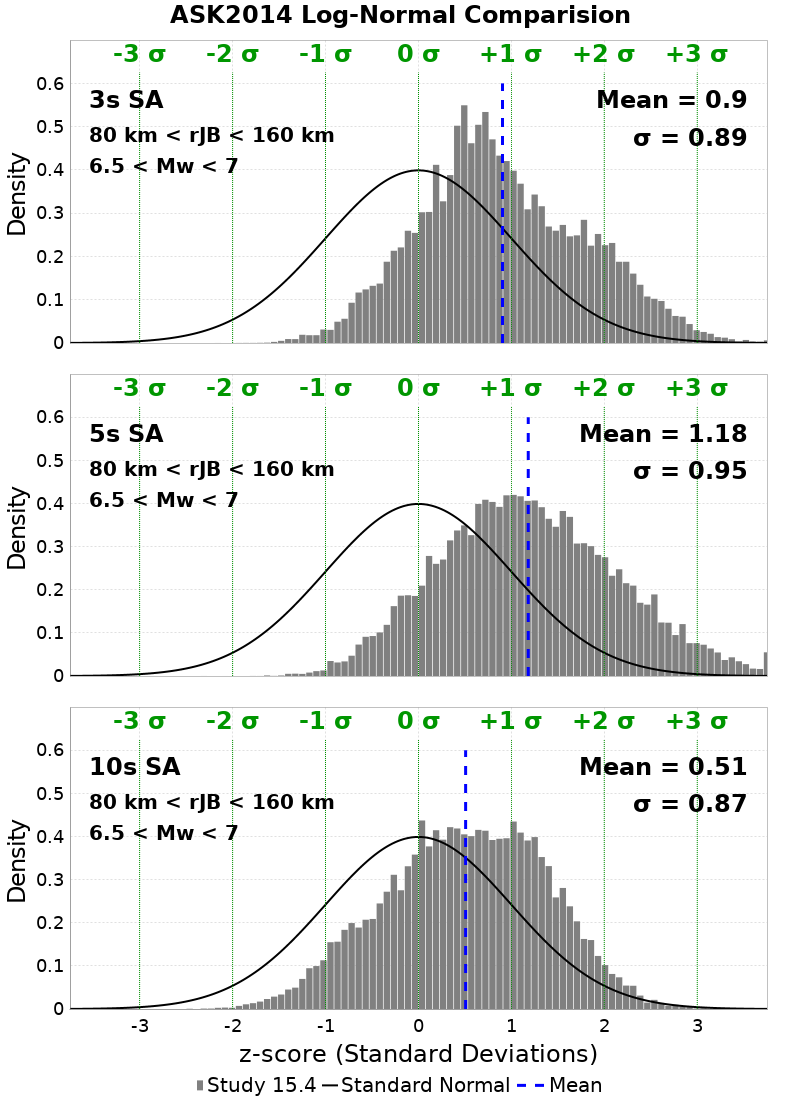 ASK2014 Log-Normal Comparision
-3 σ -2 σ -1 σ 0 σ +1 σ +2 σ +3 σ
3s SA
80 km < rJB < 160 km
6.5 < Mw < 7
Mean = 0.9
σ = 0.89
0.6
0.5
0.4
0.3
0.2
0.1
0
Density
-3 σ -2 σ -1 σ 0 σ +1 σ +2 σ +3 σ
5s SA
80 km < rJB < 160 km
6.5 < Mw < 7
Mean = 1.18
σ = 0.95
0.6
0.5
0.4
0.3
0.2
0.1
0
Density
-3 σ -2 σ -1 σ 0 σ +1 σ +2 σ +3 σ
10s SA
80 km < rJB < 160 km
6.5 < Mw < 7
Mean = 0.51
σ = 0.87
0.6
0.5
0.4
0.3
0.2
0.1
0
Density
-3 -2 -1 0 1 2 3
z-score (Standard Deviations)
Study 15.4 Standard Normal Mean